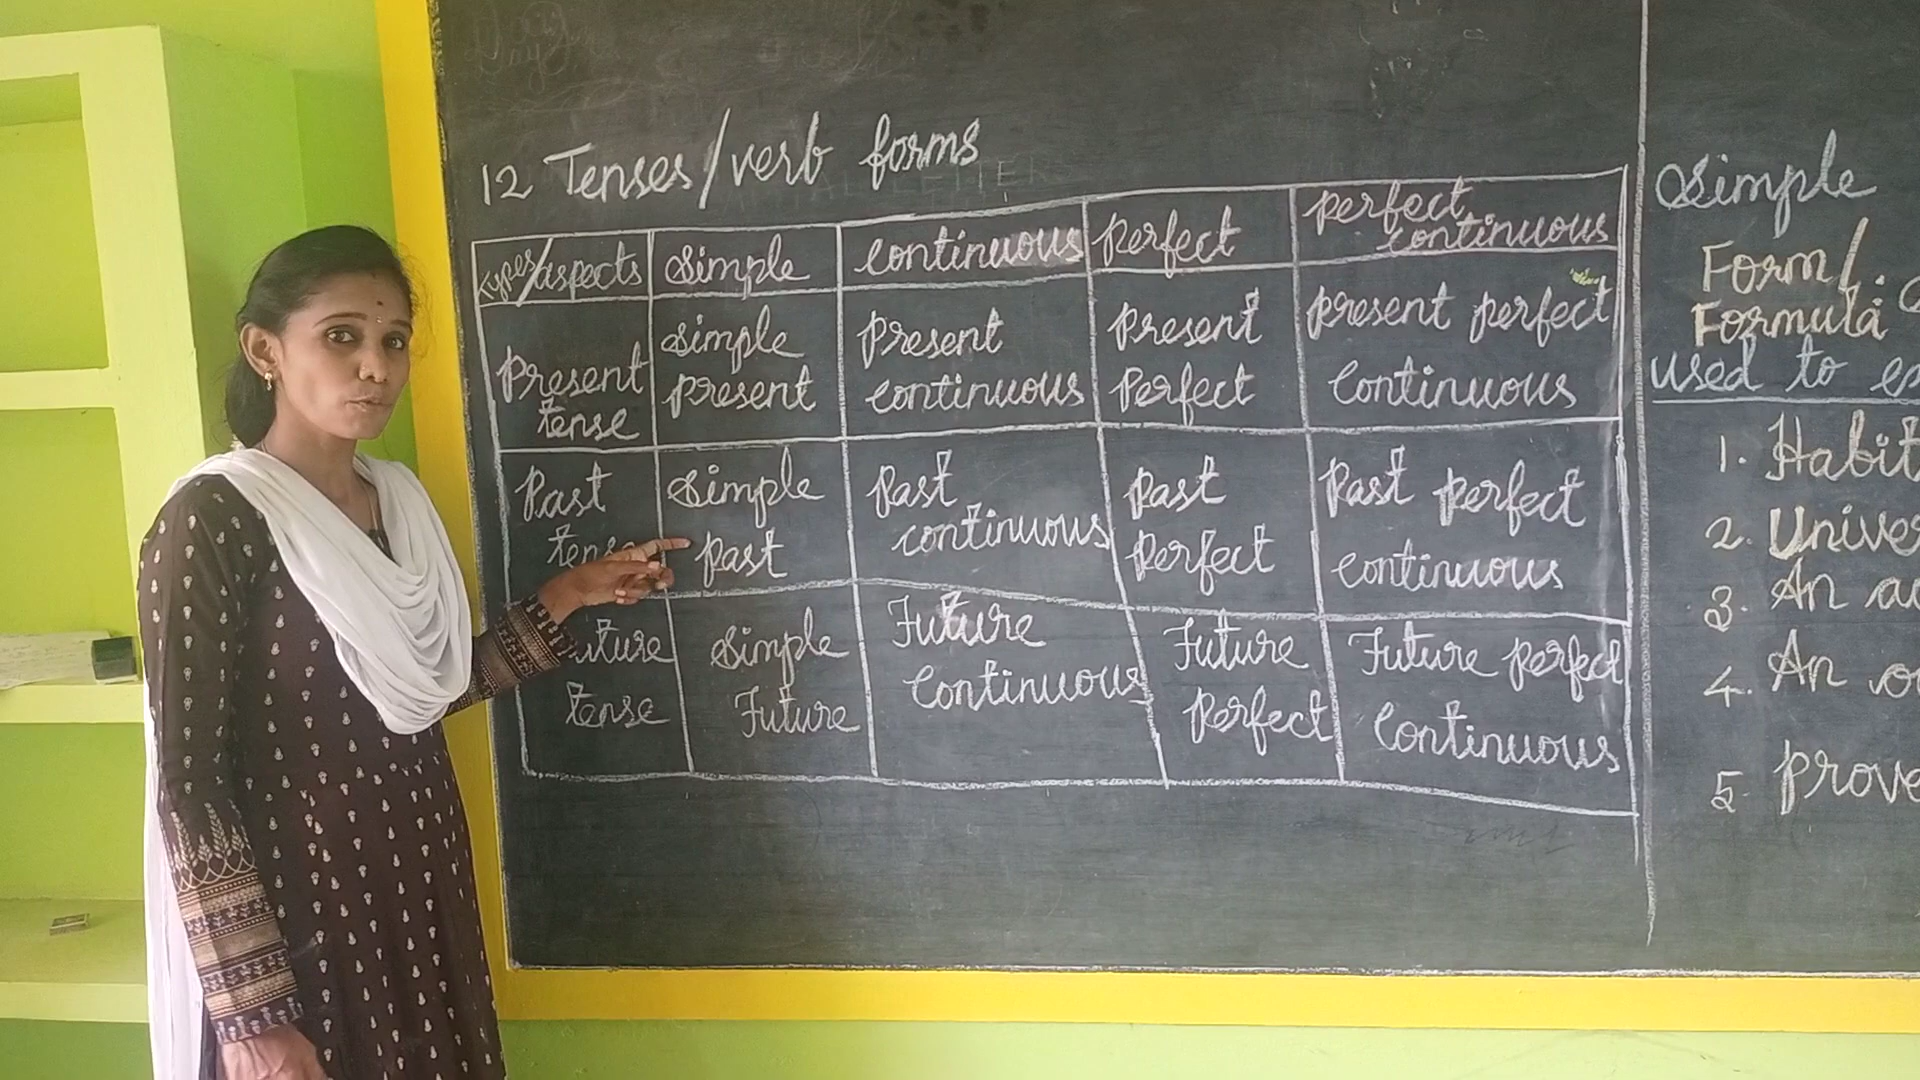 12 Tenses/verb forms
Types/aspects simple continuous perfect perfect continuous
Present tense
simple present
Present continuous
Present Perfect
present perfect Continuous
Past tense
Simple past
Past continuous
Past Perfect
Past perfect continuous
uture tense
Simple Future
Future Continuous
Future Perfect
Future perfect Continuous
Simple
Form/
Formula:
used to
1. Habit
2. Univer
3. An
4. An
5. prove